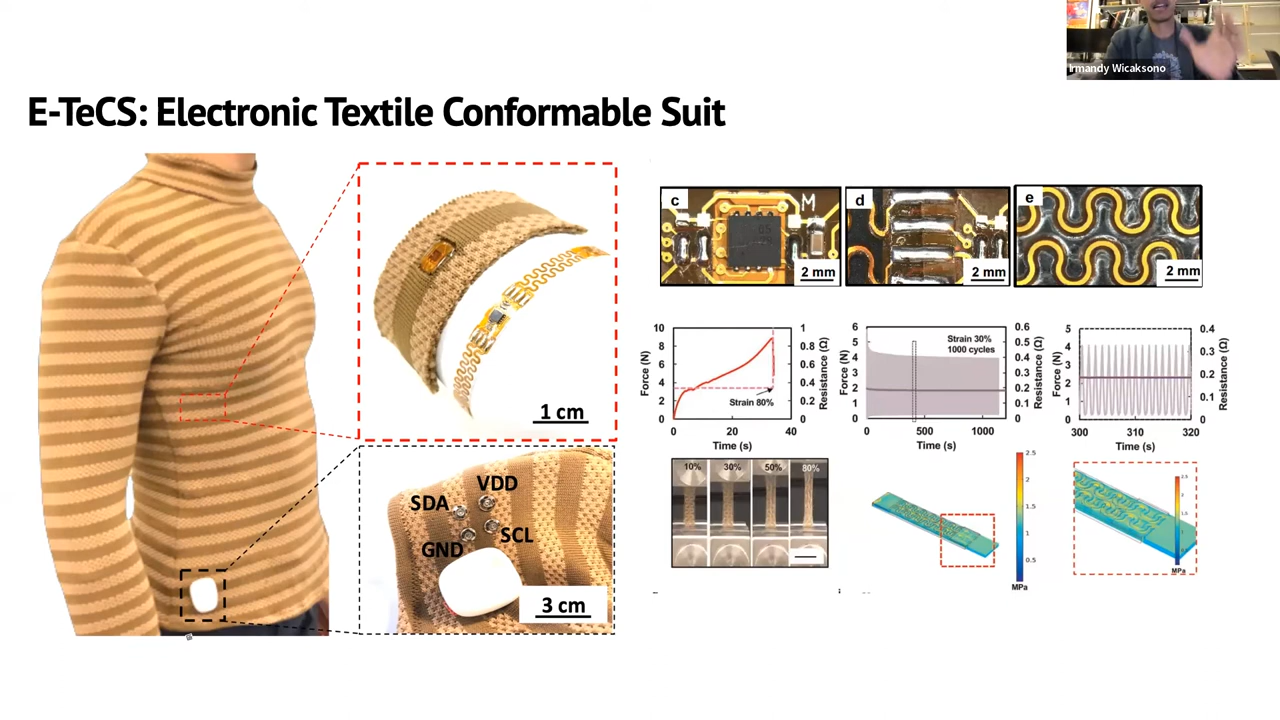 Irmandy Wicaksono
E-TeCS: Electronic Textile Conformable Suit
1 cm
SDA
VDD
GND
SCL
3 cm
c
M
2 mm
d
2 mm
e
2 mm
10
8
6
4
2
0
Force (N)
1
0.8
0.6
0.4
0.2
0
Resistance (Ω)
Strain 80%
0
20
40
Time (s)
6
5
4
3
2
1
0
Force (N)
0.6
0.5
0.4
0.3
0.2
0.1
0
Resistance (Ω)
Strain 30%
1000 cycles
0
500
1000
Time (s)
5
4
3
2
1
0
Force (N)
0.4
0.3
0.2
0.1
0
Resistance (Ω)
300
310
320
Time (s)
10%
30%
50%
80%
2.5
2
1.5
1
0.5
MPa
MPa